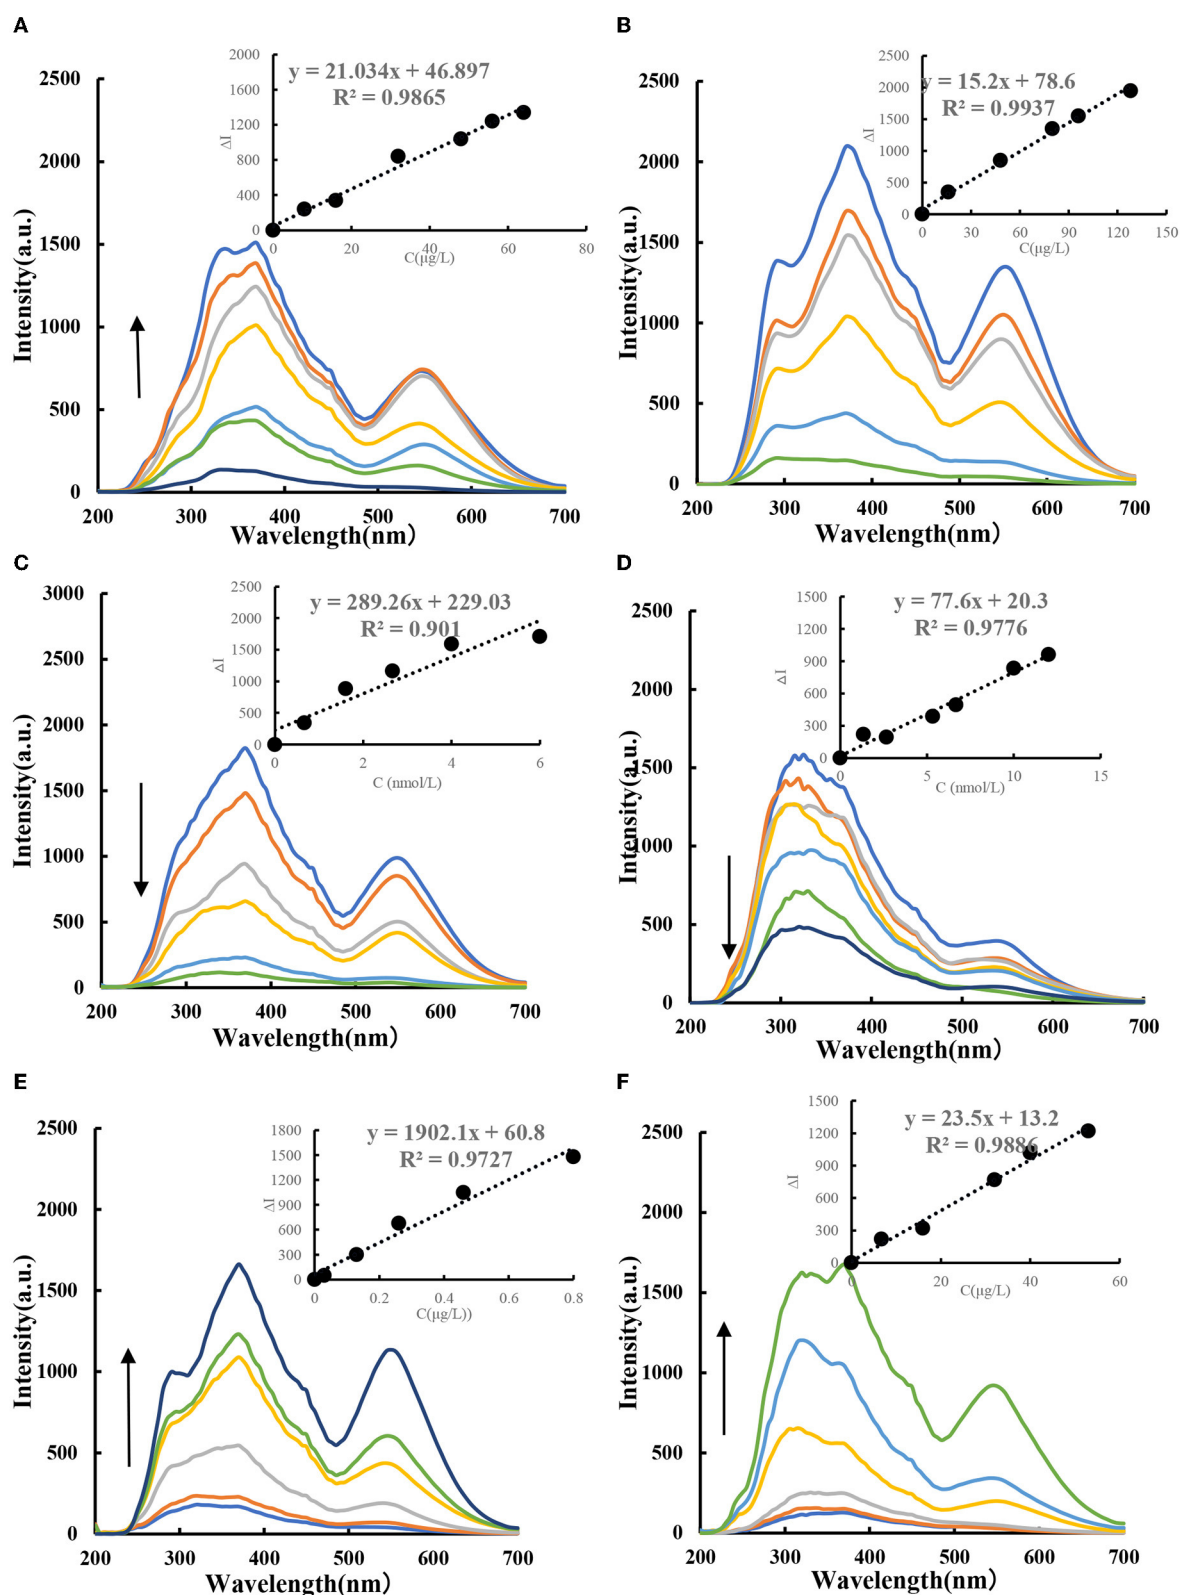 A
2500
2000
1500
1000
500
0
200 300 400 500 600 700
Intensity(a.u.)
Wavelength(nm)
y = 21.034x + 46.897
R² = 0.9865
2000
1600
1200
800
400
0
0 20 40 60 80
ΔI
C(μg/L)
B
2500
2000
1500
1000
500
0
200 300 400 500 600 700
Intensity(a.u.)
Wavelength(nm)
y = 15.2x + 78.6
R² = 0.9937
2500
2000
1500
1000
500
0
0 30 60 90 120 150
ΔI
C(μg/L)
C
3000
2500
2000
1500
1000
500
0
200 300 400 500 600 700
Intensity(a.u.)
Wavelength(nm)
y = 289.26x + 229.03
R² = 0.901
2500
2000
1500
1000
500
0
0 2 4 6
ΔI
C (nmol/L)
D
2500
2000
1500
1000
500
0
200 300 400 500 600 700
Intensity(a.u.)
Wavelength(nm)
y = 77.6x + 20.3
R² = 0.9776
1500
1200
900
600
300
0
0 5 10 15
ΔI
C (nmol/L)
E
2500
2000
1500
1000
500
0
200 300 400 500 600 700
Intensity(a.u.)
Wavelength(nm)
y = 1902.1x + 60.8
R² = 0.9727
1800
1500
1200
900
600
300
0
0 0.2 0.4 0.6 0.8
ΔI
C(μg/L))
F
2500
2000
1500
1000
500
0
200 300 400 500 600 700
Intensity(a.u.)
Wavelength(nm)
y = 23.5x + 13.2
R² = 0.9886
1500
1200
900
600
300
0
0 20 40 60
ΔI
C(μg/L)